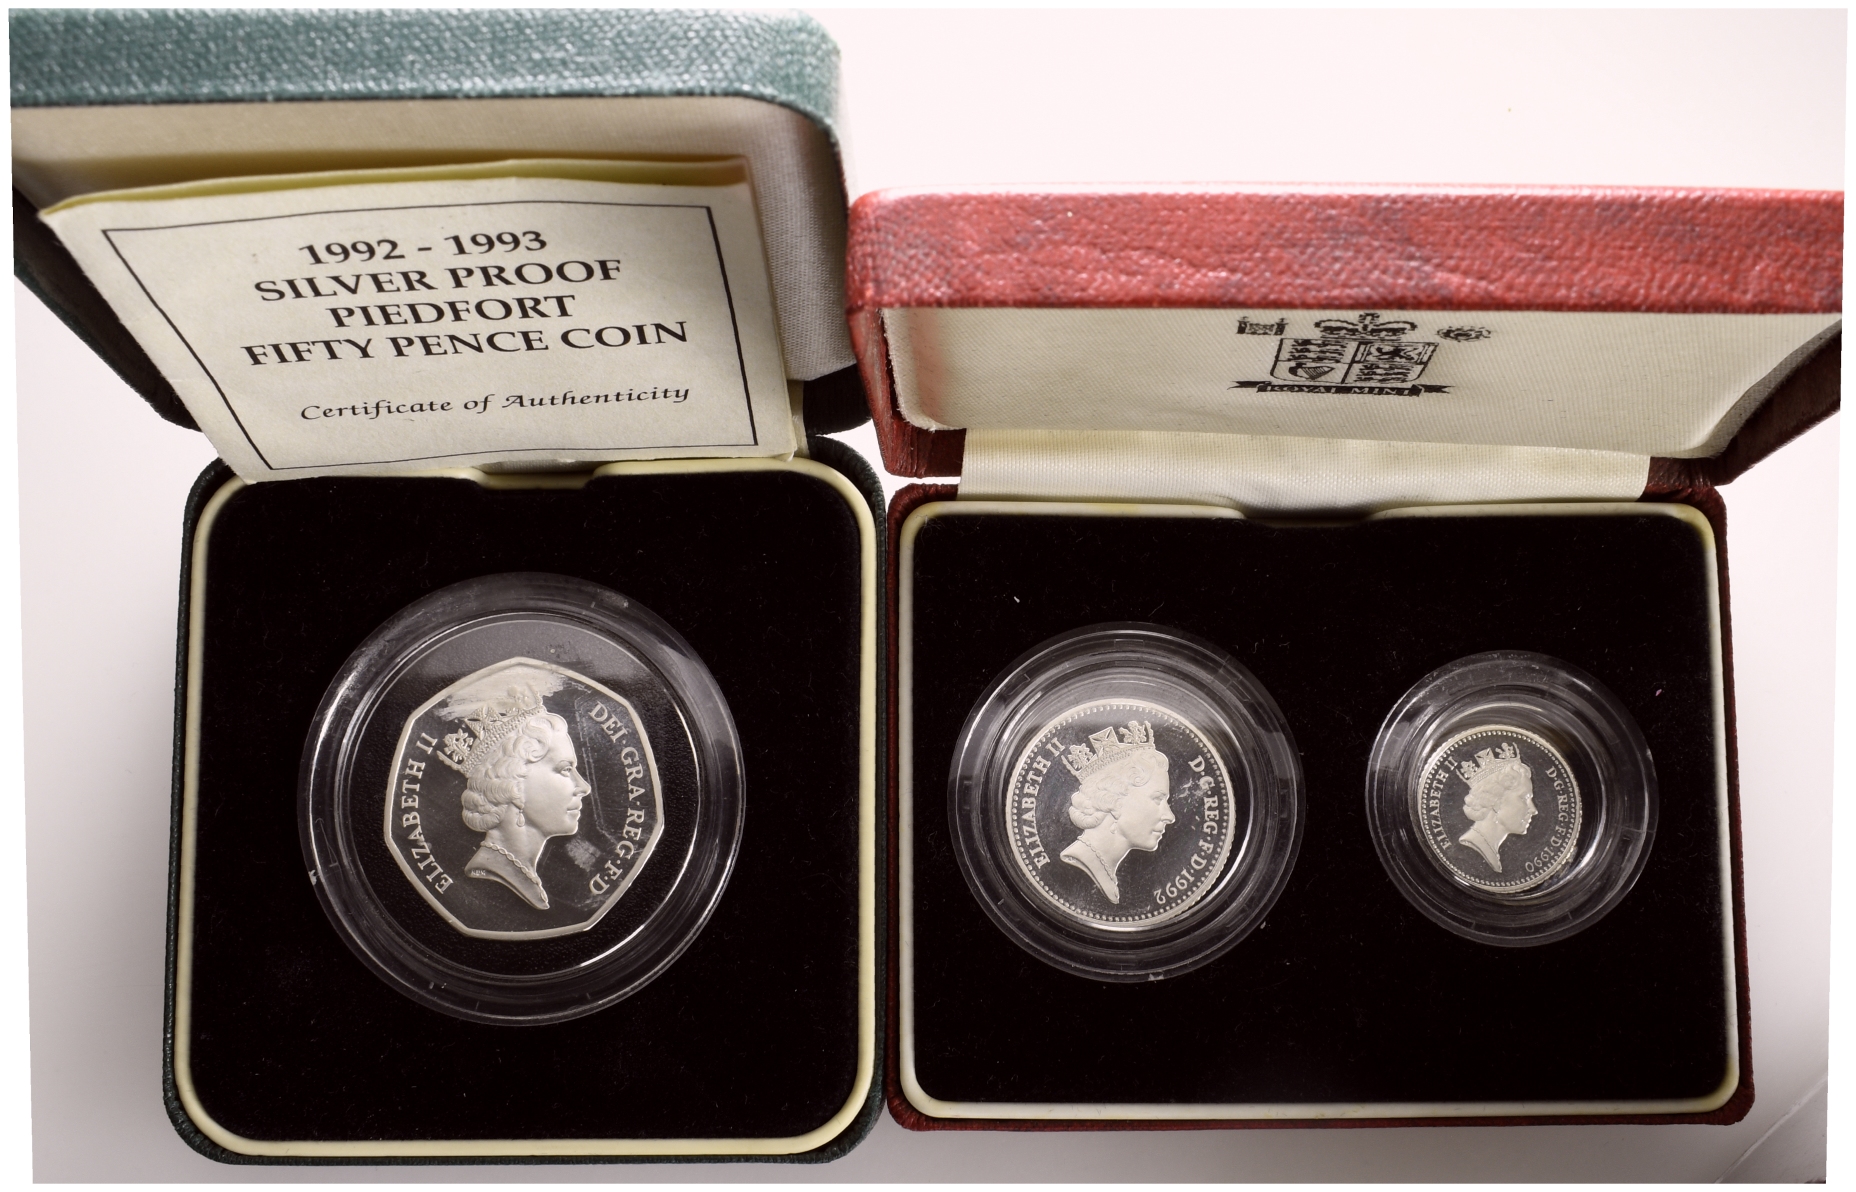 1992 - 1993
SILVER PROOF
PIEDFORT
FIFTY PENCE COIN
Certificate of Authenticity
ROYAL MINT
ELIZABETH II DEI·GRA·REG·F·D
ELIZABETH II D·G·REG·F·D·1992
ELIZABETH II D·G·REG·F·D·1990